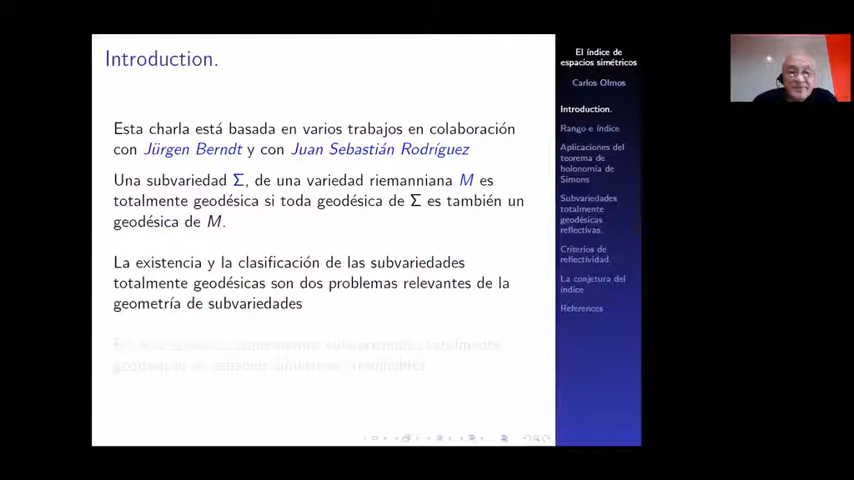 Introduction.
Esta charla está basada en varios trabajos en colaboración
con Jürgen Berndt y con Juan Sebastián Rodríguez
Una subvariedad Σ, de una variedad riemanniana M es
totalmente geodésica si toda geodésica de Σ es también un
geodésica de M.
La existencia y la clasificación de las subvariedades
totalmente geodésicas son dos problemas relevantes de la
geometría de subvariedades
El índice de
espacios simétricos
Carlos Olmos
Introduction.
Rango e índice
Aplicaciones del
teorema de
holonomía de
Simons
Subvariedades
totalmente
geodésicas
reflectivas.
Criterios de
reflectividad.
La conjetura del
índice
References